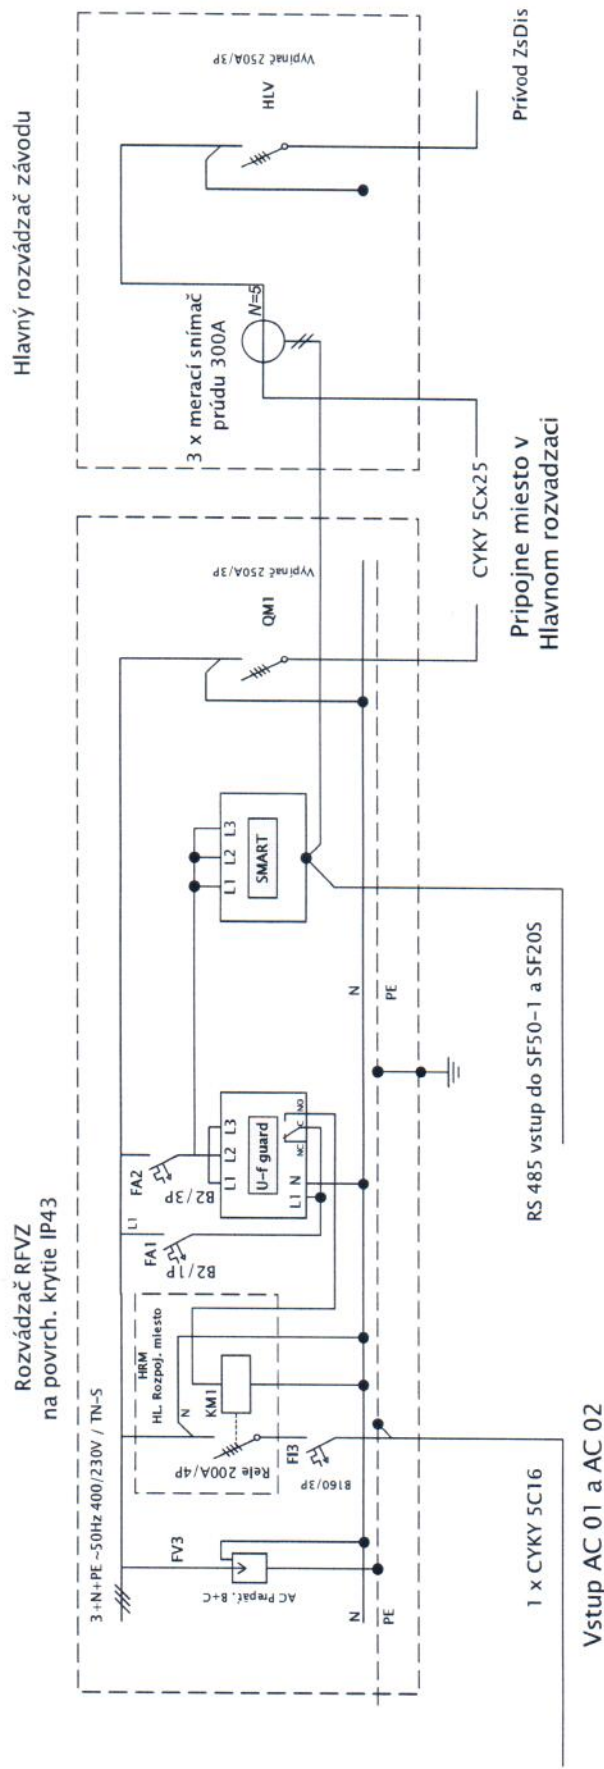 Rozvádzač RFVZ
na povrch. krytie IP43
3+N+PE ~50Hz 400/230V / TN-S
FV3
AC Prepäť. B+C
N
PE
HRM
HL. Rozpoj. miesto
N
KM1
Rele 200A/4P
FI3
B160/3P
1 x CYKY 5C16
Vstup AC 01 a AC 02
L1
FA1
B2/1P
FA2
B2/3P
L1 L2 L3
U-f guard
L1 N
NC
C
NO
L1 L2 L3
SMART
N
PE
RS 485 vstup do SF50-1 a SF20S
QM1
Vypínač 250A/3P
CYKY 5Cx25
Pripojne miesto v
Hlavnom rozvadzaci
Hlavný rozvádzač závodu
3 x merací snímač
prúdu 300A
N=5
HLV
Vypínač 250A/3P
Prívod ZsDis